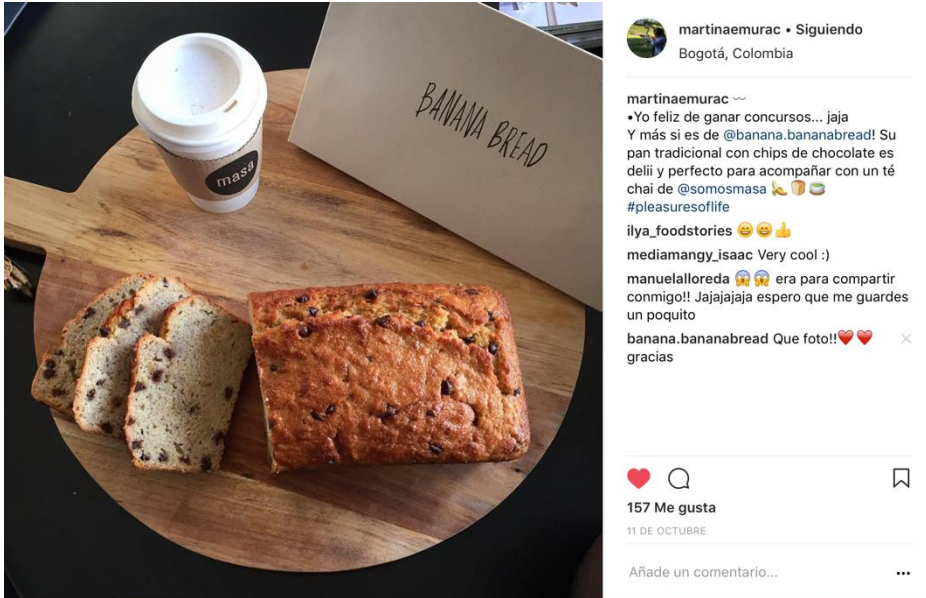 BANANA BREAD
masa
martinaemurac • Siguiendo
Bogotá, Colombia
martinaemurac 〰
•Yo feliz de ganar concursos... jaja
Y más si es de @banana.bananabread! Su
pan tradicional con chips de chocolate es
delii y perfecto para acompañar con un té
chai de @somosmasa 🍌🍞🍵
#pleasuresoflife
ilya_foodstories 😄😄👍
mediamangy_isaac Very cool :)
manuelalloreda 😱😱 era para compartir
conmigo!! Jajajajaja espero que me guardes
un poquito
banana.bananabread Que foto!!❤️❤️
gracias
157 Me gusta
11 DE OCTUBRE
Añade un comentario...